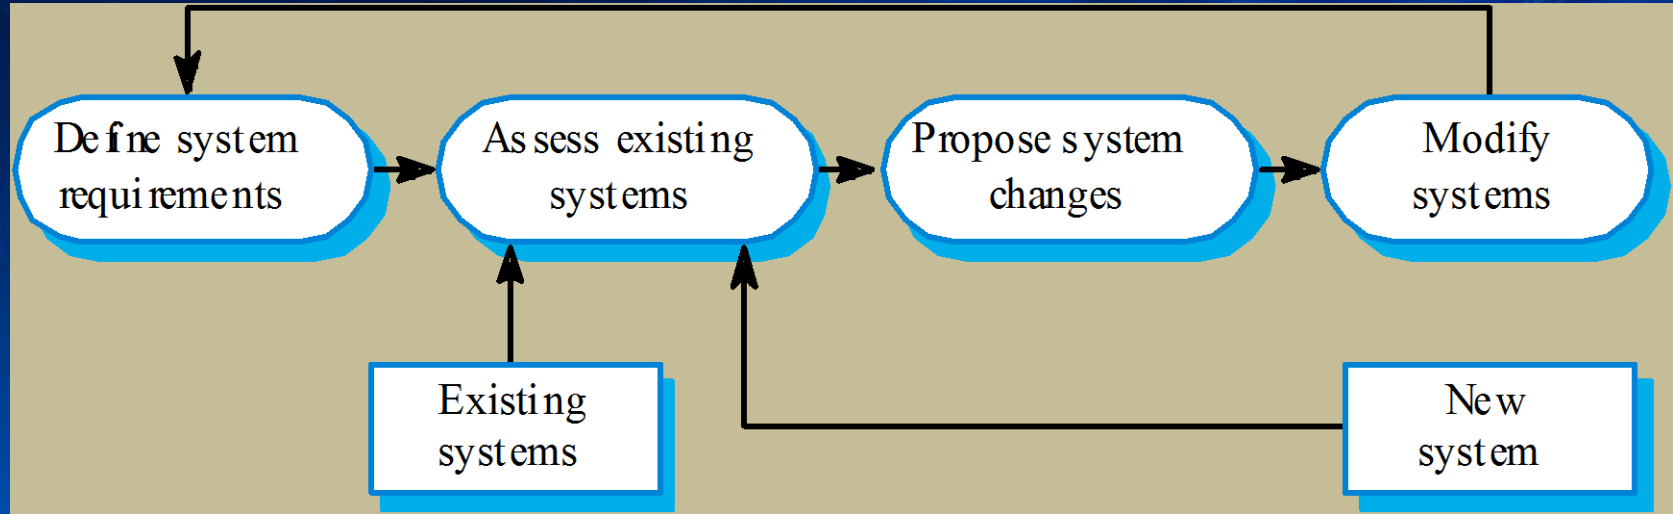 Define system
requirements
Assess existing
systems
Propose system
changes
Modify
systems
Existing
systems
New
system